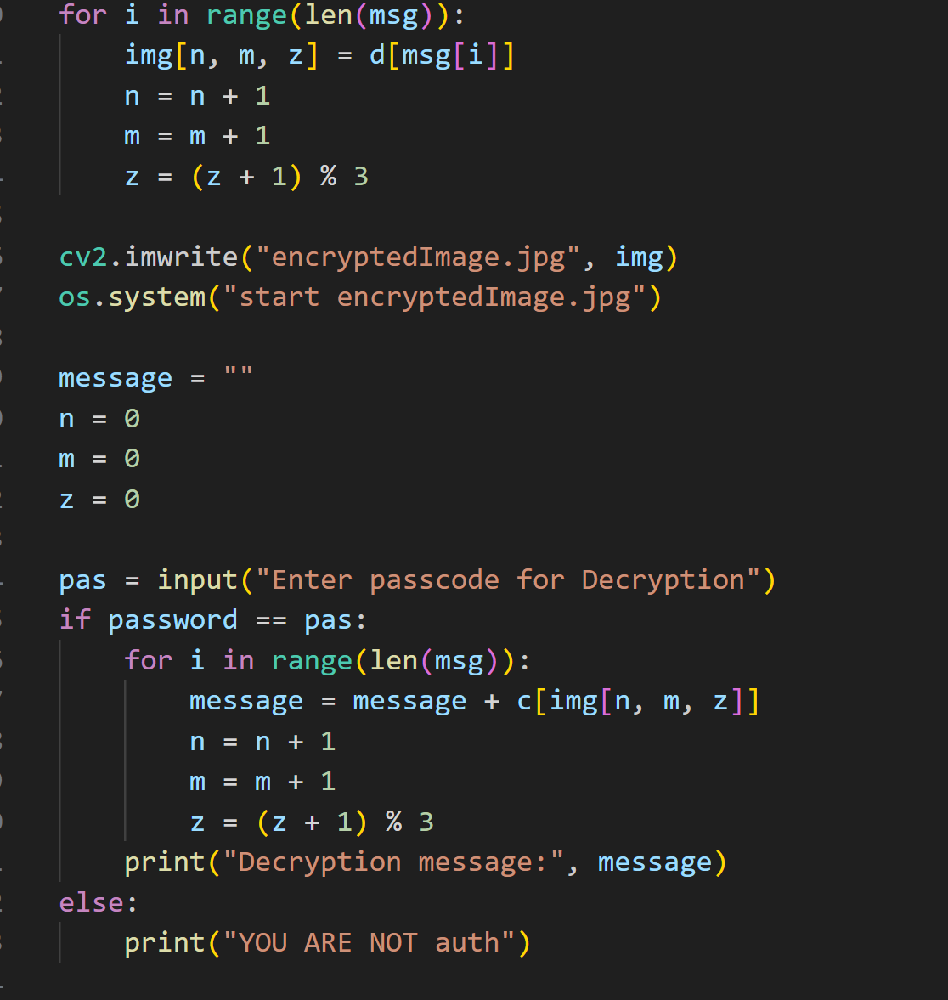 for i in range(len(msg)):
    img[n, m, z] = d[msg[i]]
    n = n + 1
    m = m + 1
    z = (z + 1) % 3

cv2.imwrite("encryptedImage.jpg", img)
os.system("start encryptedImage.jpg")

message = ""
n = 0
m = 0
z = 0

pas = input("Enter passcode for Decryption")
if password == pas:
    for i in range(len(msg)):
        message = message + c[img[n, m, z]]
        n = n + 1
        m = m + 1
        z = (z + 1) % 3
    print("Decryption message:", message)
else:
    print("YOU ARE NOT auth")